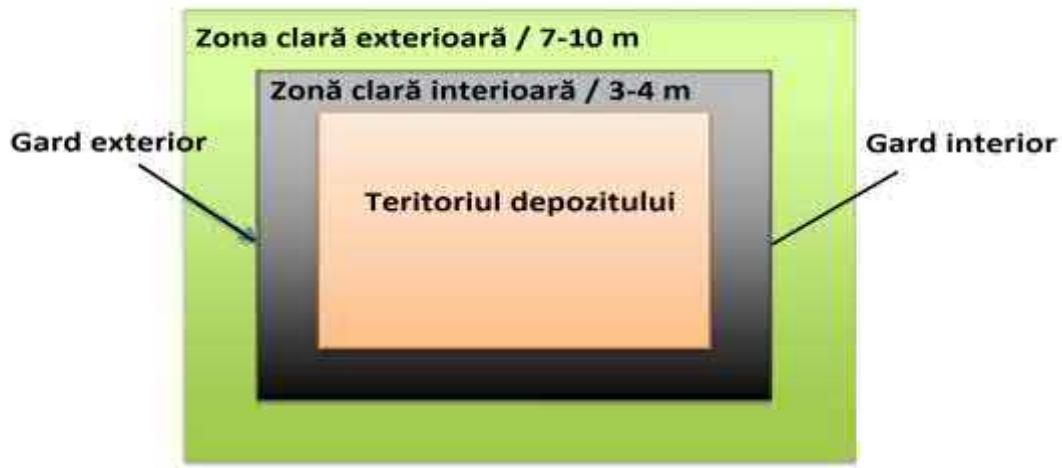 Zona clară exterioară / 7-10 m
Zonă clară interioară / 3-4 m
Gard exterior
Gard interior
Teritoriul depozitului